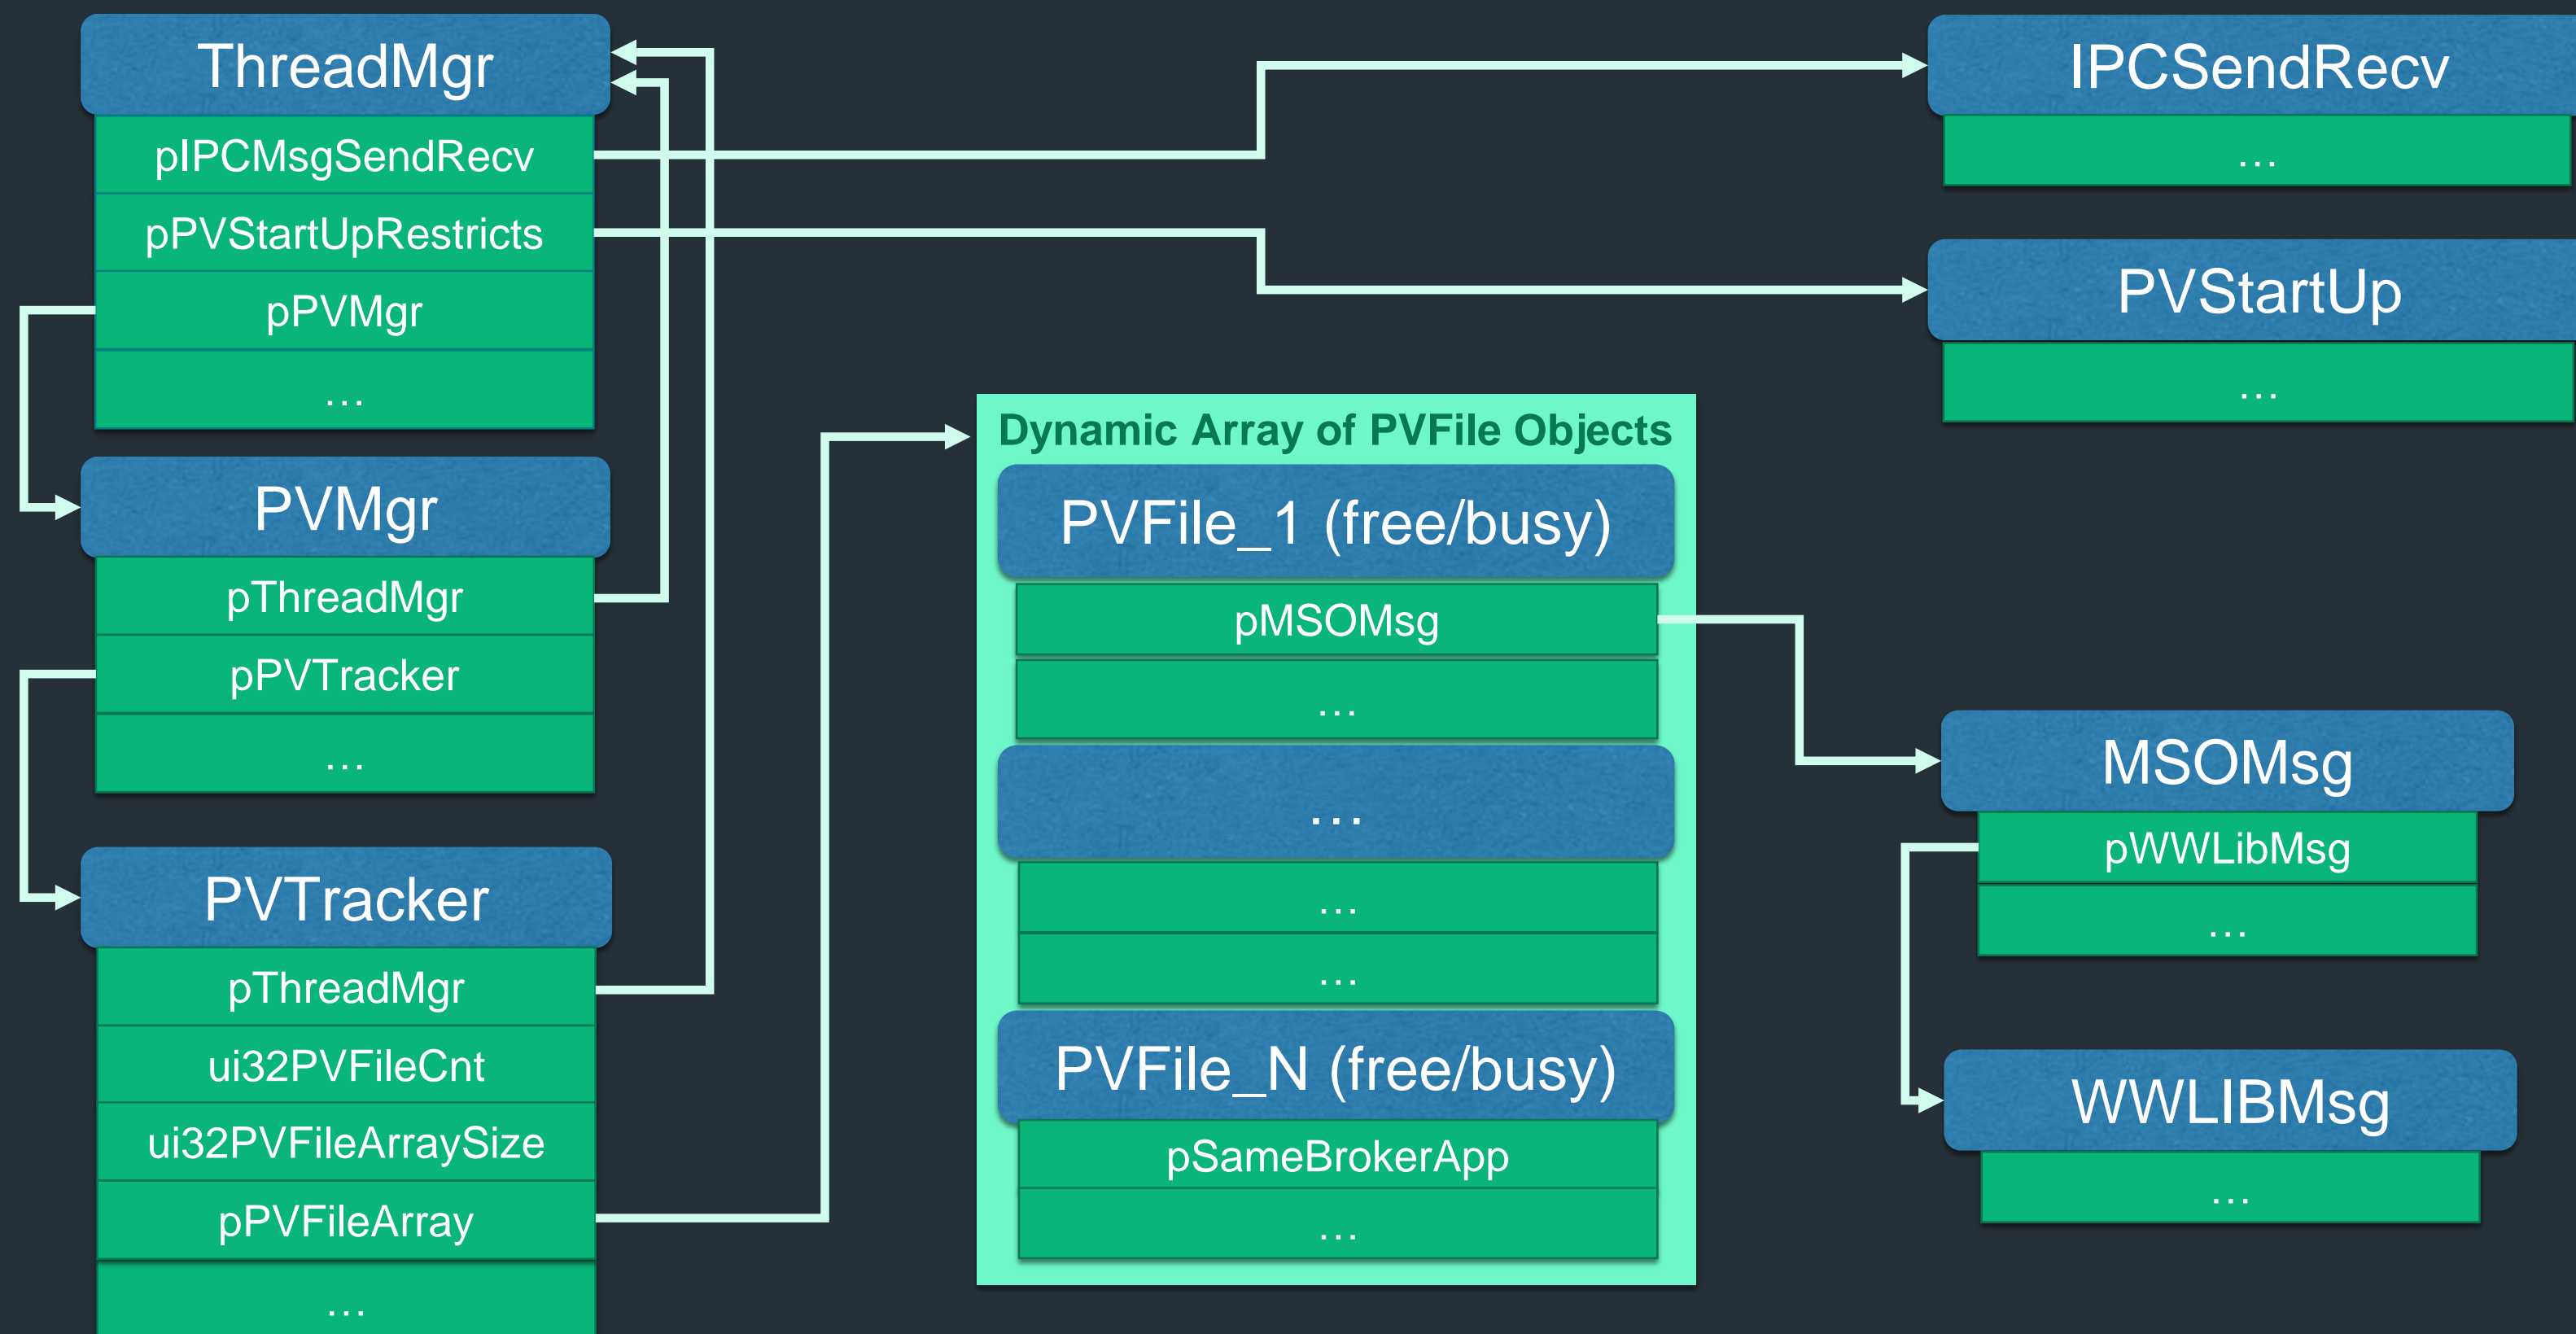 ThreadMgr
pIPCMsgSendRecv
pPVStartUpRestricts
pPVMgr
...
PVMgr
pThreadMgr
pPVTracker
...
PVTracker
pThreadMgr
ui32PVFileCnt
ui32PVFileArraySize
pPVFileArray
...
Dynamic Array of PVFile Objects
PVFile_1 (free/busy)
pMSOMsg
...
...
...
...
PVFile_N (free/busy)
pSameBrokerApp
...
IPCSendRecv
...
PVStartUp
...
MSOMsg
pWWLibMsg
...
WWLIBMsg
...